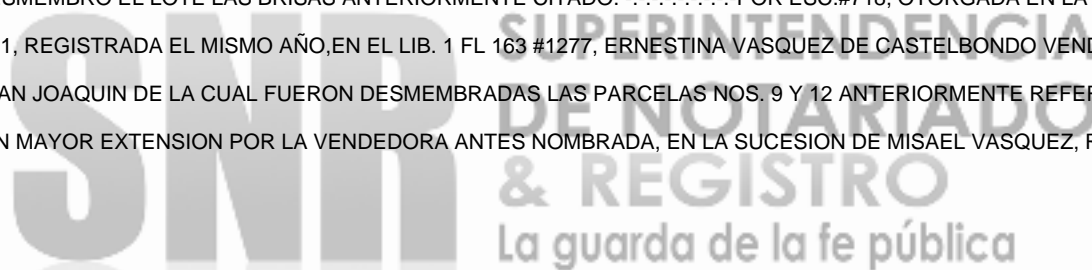 SMEMBRO EL LOTE LAS BRISAS ANTERIORMENTE CITADO.- . . . . . . . . POR ESC.#716, OTORGADA EN LA
1, REGISTRADA EL MISMO AÑO,EN EL LIB. 1 FL 163 #1277, ERNESTINA VASQUEZ DE CASTELBONDO VEND
AN JOAQUIN DE LA CUAL FUERON DESMEMBRADAS LAS PARCELAS NOS. 9 Y 12 ANTERIORMENTE REFE
N MAYOR EXTENSION POR LA VENDEDORA ANTES NOMBRADA, EN LA SUCESION DE MISAEL VASQUEZ,
SNR
SUPERINTENDENCIA
DE NOTARIADO
& REGISTRO
La guarda de la fe pública